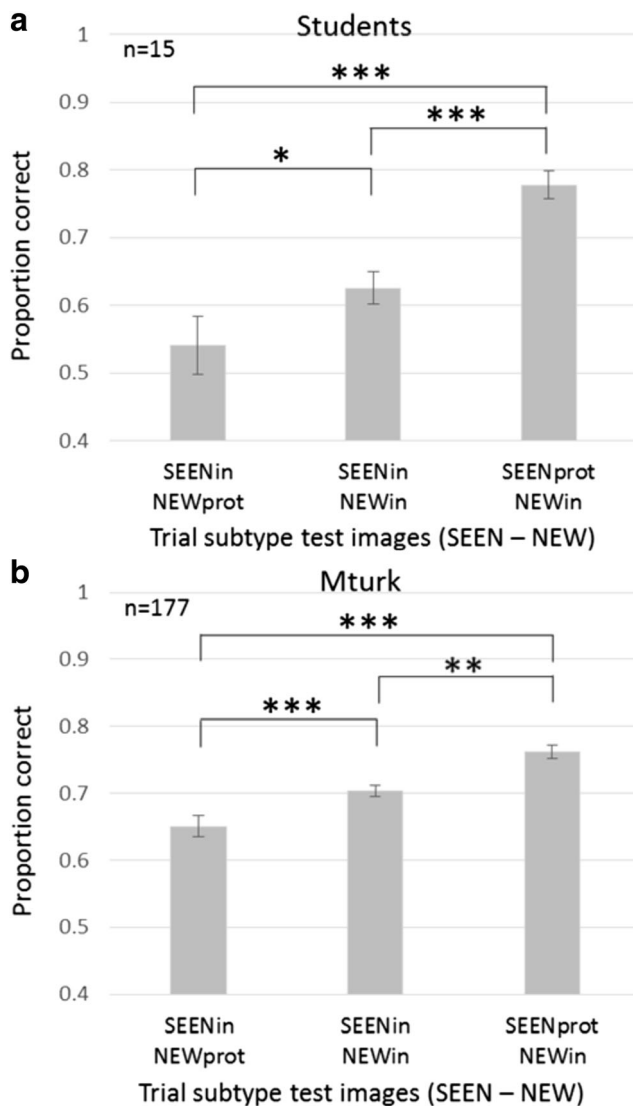 a
Students
n=15
1
0.9
0.8
0.7
0.6
0.5
0.4
Proportion correct
***
***
*
SEENin
NEWprot
SEENin
NEWin
SEENprot
NEWin
Trial subtype test images (SEEN – NEW)
b
Mturk
n=177
1
0.9
0.8
0.7
0.6
0.5
0.4
Proportion correct
***
**
***
SEENin
NEWprot
SEENin
NEWin
SEENprot
NEWin
Trial subtype test images (SEEN – NEW)